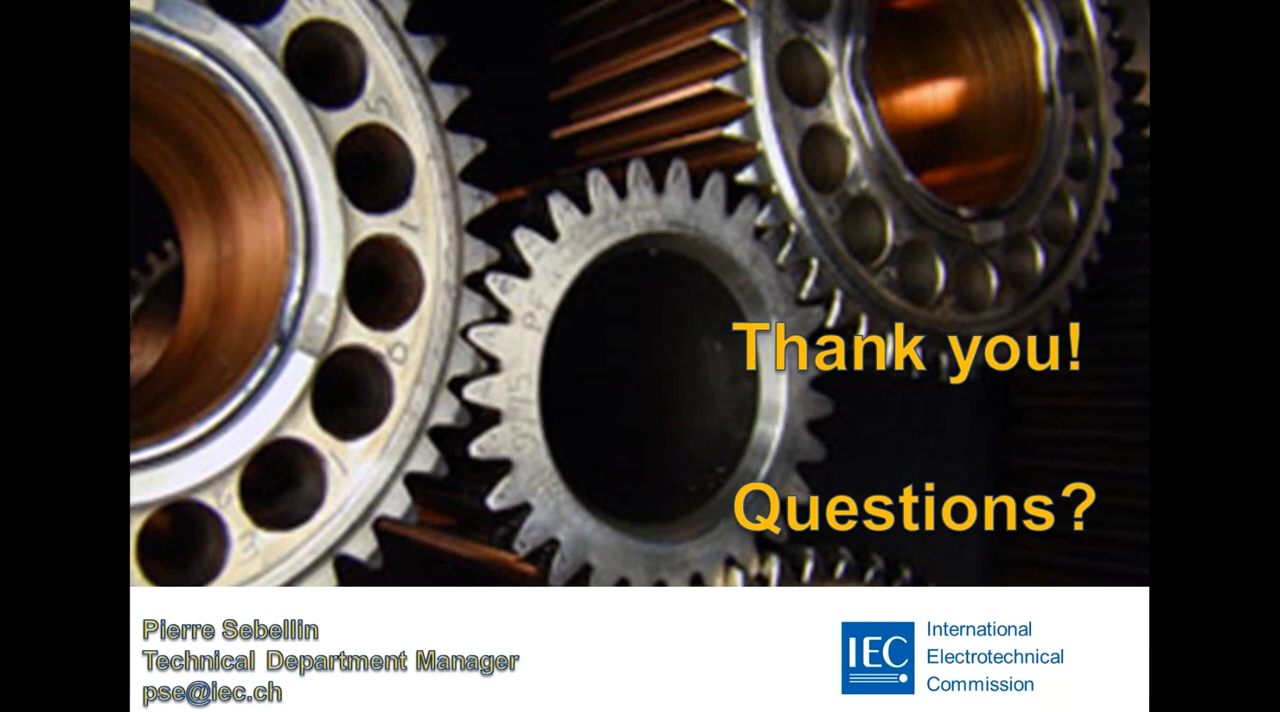 Thank you!
Questions?
Pierre Sebellin
Technical Department Manager
pse@iec.ch
IEC
International
Electrotechnical
Commission